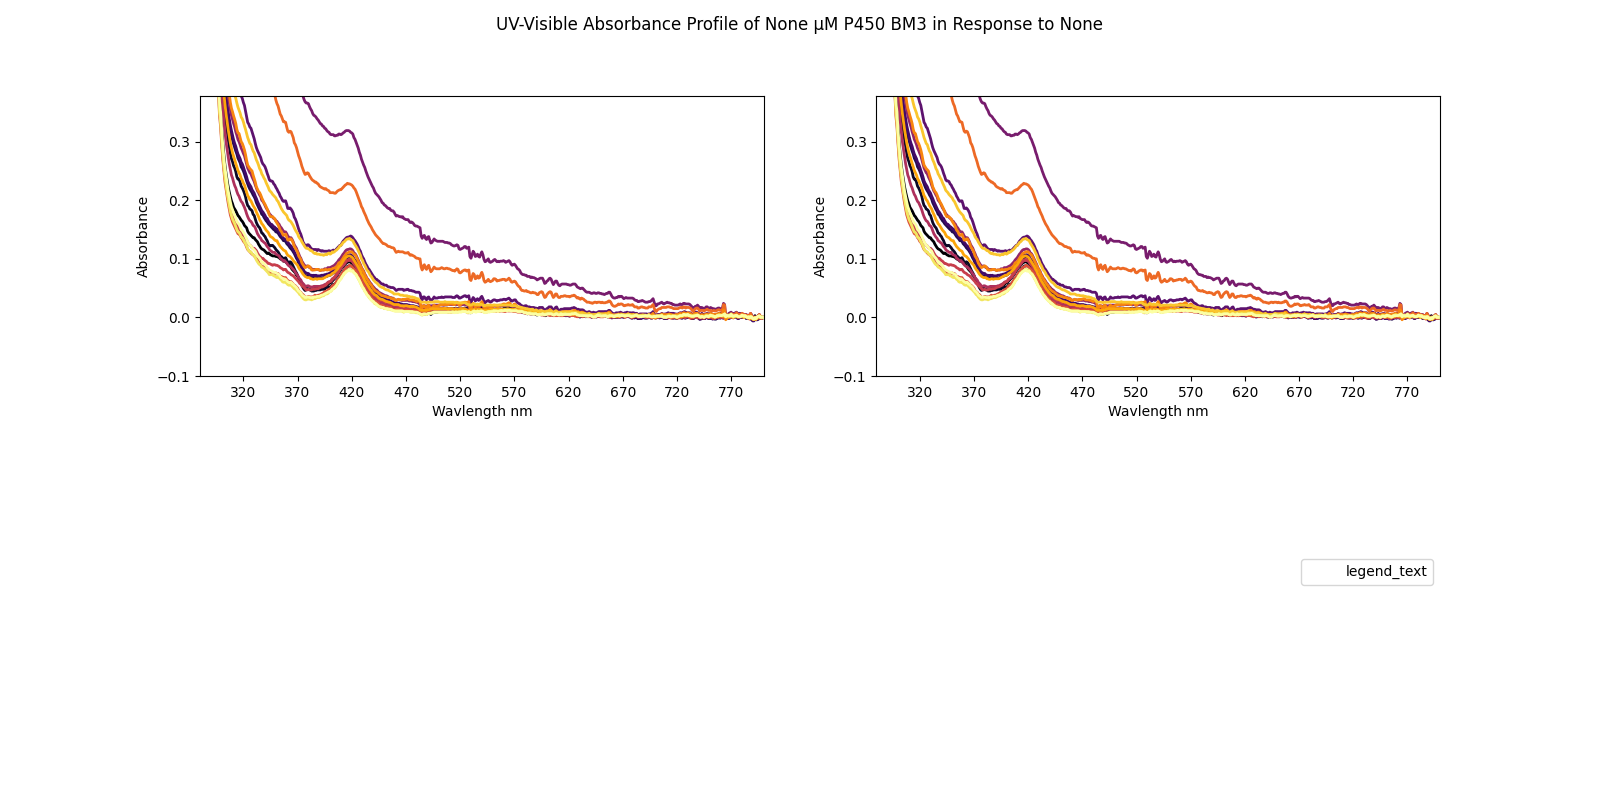 UV-Visible Absorbance Profile of None μM P450 BM3 in Response to None
0.3
0.2
0.1
0.0
−0.1
Absorbance
320 370 420 470 520 570 620 670 720 770
Wavlength nm
0.3
0.2
0.1
0.0
−0.1
Absorbance
320 370 420 470 520 570 620 670 720 770
Wavlength nm
legend_text